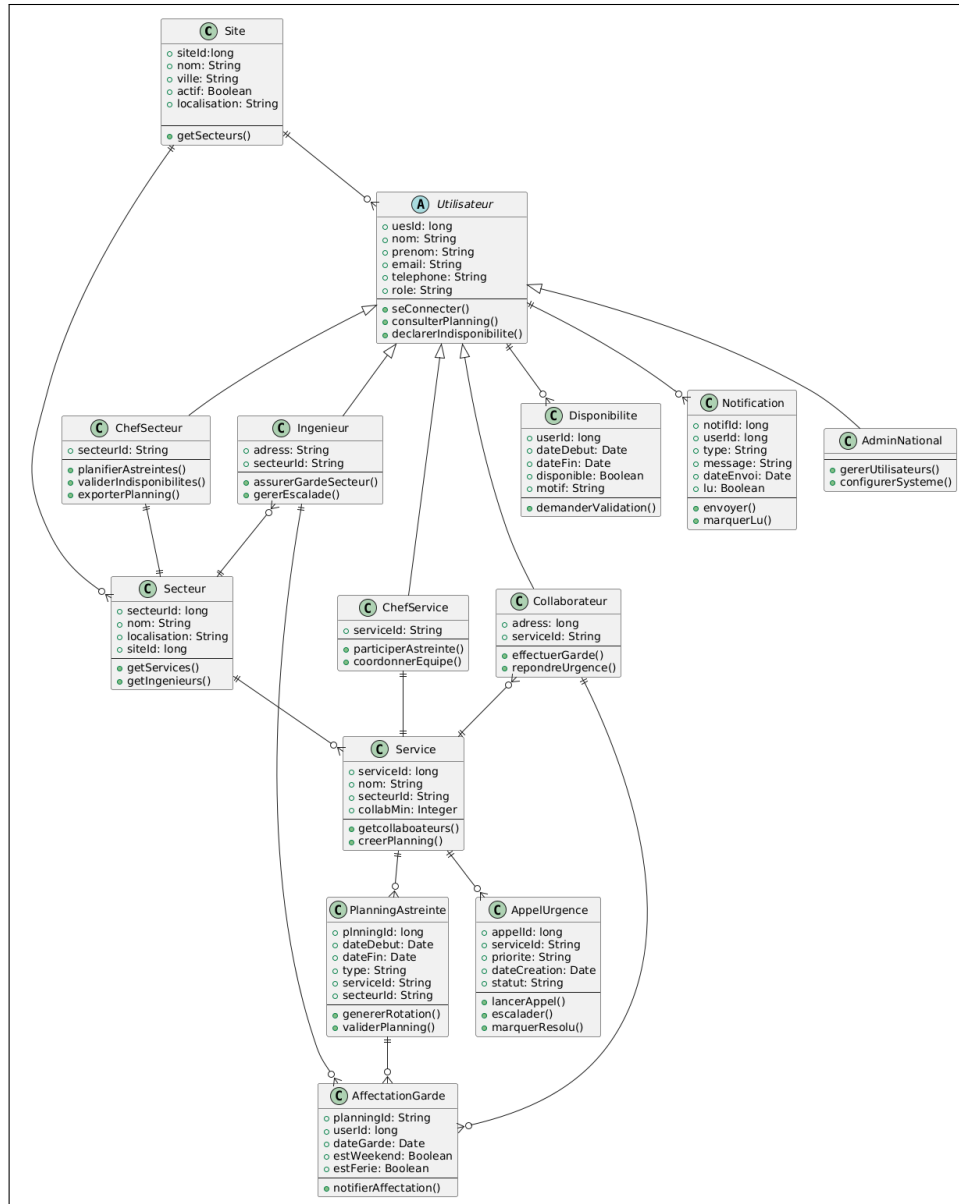 C Site
siteId:long
nom: String
ville: String
actif: Boolean
localisation: String
getSecteurs()
A Utilisateur
uesId: long
nom: String
prenom: String
email: String
telephone: String
role: String
seConnecter()
consulterPlanning()
declarerIndisponibilite()
C ChefSecteur
secteurId: String
planifierAstreintes()
validerIndisponibilites()
exporterPlanning()
C Ingenieur
adress: String
secteurId: String
assurerGardeSecteur()
gererEscalade()
C Disponibilite
userId: long
dateDebut: Date
dateFin: Date
disponible: Boolean
motif: String
demanderValidation()
C Notification
notifId: long
userId: long
type: String
message: String
dateEnvoi: Date
lu: Boolean
envoyer()
marquerLu()
C AdminNational
gererUtilisateurs()
configurerSysteme()
C Secteur
secteurId: long
nom: String
localisation: String
siteId: long
getServices()
getIngenieurs()
C ChefService
serviceId: String
participerAstreinte()
coordonnerEquipe()
C Collaborateur
adress: long
serviceId: String
effectuerGarde()
repondreUrgence()
C Service
serviceId: long
nom: String
secteurId: String
collabMin: Integer
getcollaboateurs()
creerPlanning()
C PlanningAstreinte
plnningId: long
dateDebut: Date
dateFin: Date
type: String
serviceId: String
secteurId: String
genererRotation()
validerPlanning()
C AppelUrgence
appelId: long
serviceId: String
priorite: String
dateCreation: Date
statut: String
lancerAppel()
escalader()
marquerResolu()
C AffectationGarde
planningId: String
userId: long
dateGarde: Date
estWeekend: Boolean
estFerie: Boolean
notifierAffectation()